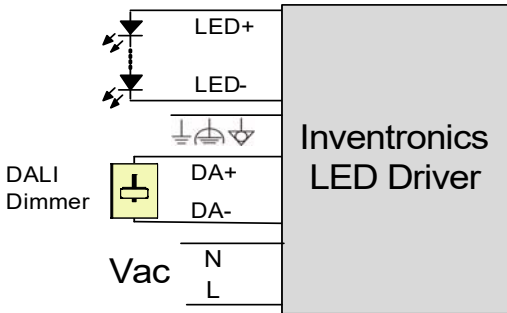 LED+
LED-
DALI
Dimmer
DA+
DA-
Vac
N
L
Inventronics
LED Driver